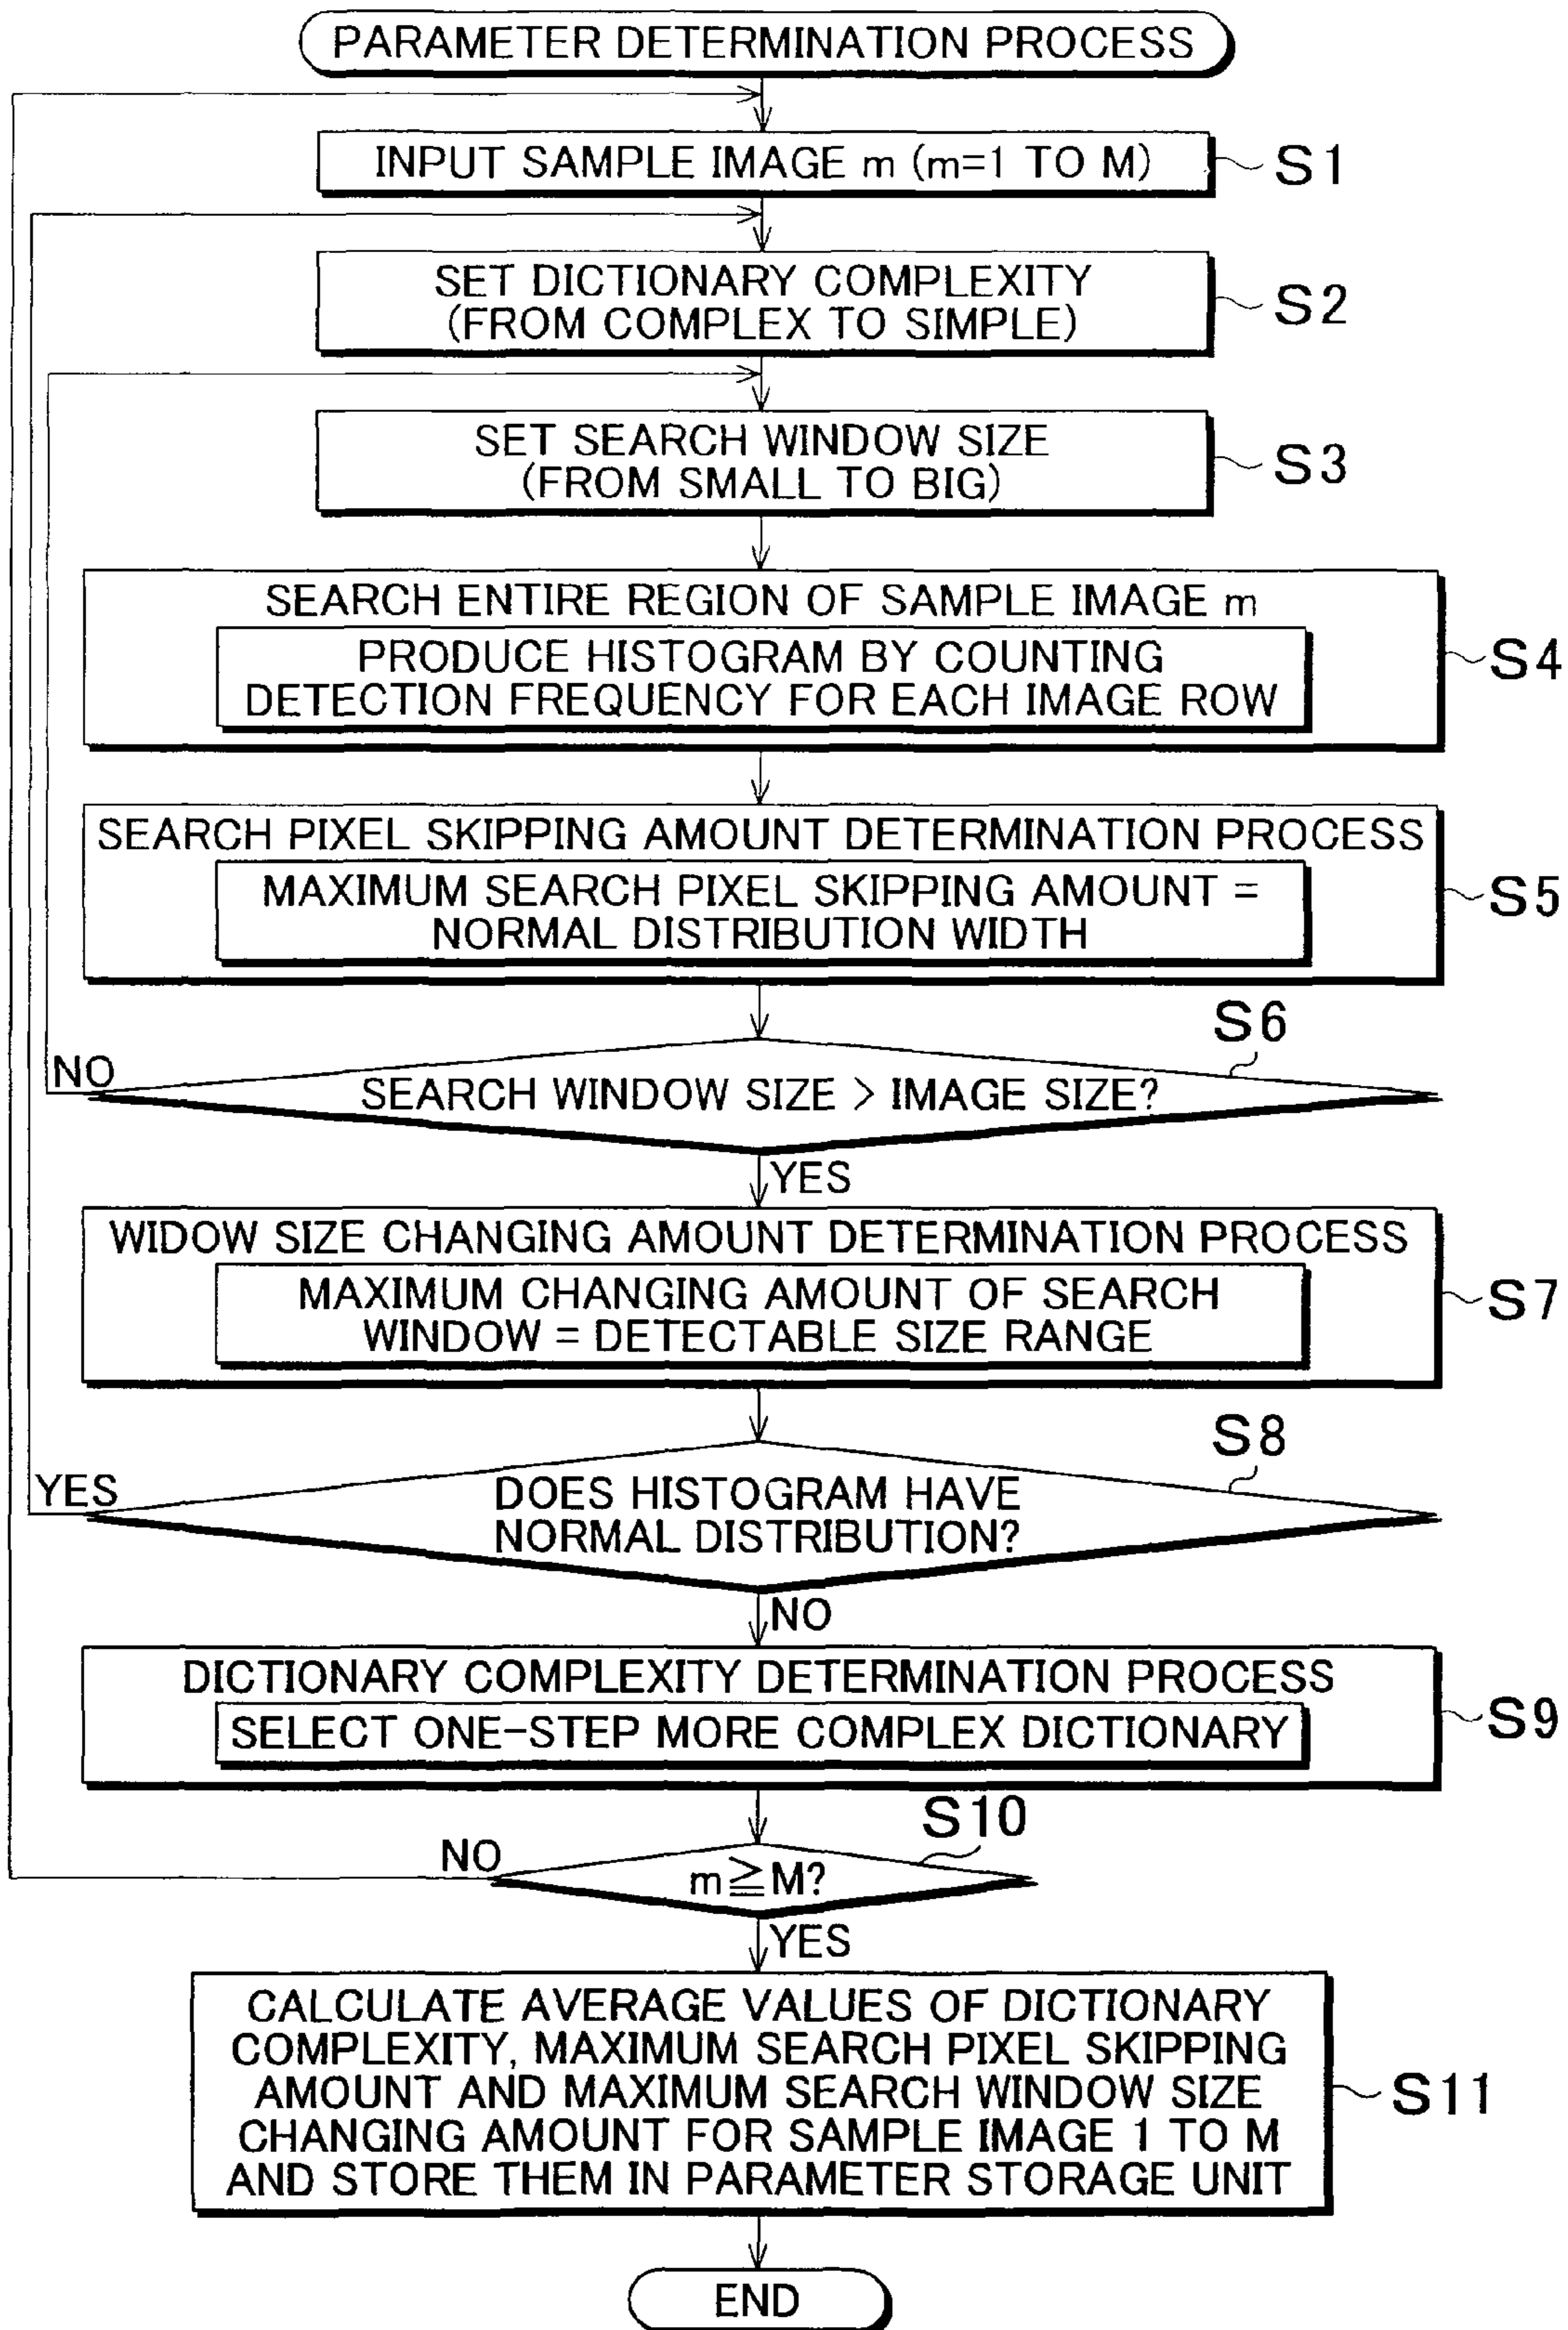 PARAMETER DETERMINATION PROCESS
INPUT SAMPLE IMAGE m (m=1 TO M)
S1
SET DICTIONARY COMPLEXITY
(FROM COMPLEX TO SIMPLE)
S2
SET SEARCH WINDOW SIZE
(FROM SMALL TO BIG)
S3
SEARCH ENTIRE REGION OF SAMPLE IMAGE m
PRODUCE HISTOGRAM BY COUNTING
DETECTION FREQUENCY FOR EACH IMAGE ROW
S4
SEARCH PIXEL SKIPPING AMOUNT DETERMINATION PROCESS
MAXIMUM SEARCH PIXEL SKIPPING AMOUNT =
NORMAL DISTRIBUTION WIDTH
S5
S6
NO
SEARCH WINDOW SIZE > IMAGE SIZE?
YES
WIDOW SIZE CHANGING AMOUNT DETERMINATION PROCESS
MAXIMUM CHANGING AMOUNT OF SEARCH
WINDOW = DETECTABLE SIZE RANGE
S7
S8
YES
DOES HISTOGRAM HAVE
NORMAL DISTRIBUTION?
NO
DICTIONARY COMPLEXITY DETERMINATION PROCESS
SELECT ONE-STEP MORE COMPLEX DICTIONARY
S9
S10
NO
m≧M?
YES
CALCULATE AVERAGE VALUES OF DICTIONARY
COMPLEXITY, MAXIMUM SEARCH PIXEL SKIPPING
AMOUNT AND MAXIMUM SEARCH WINDOW SIZE
CHANGING AMOUNT FOR SAMPLE IMAGE 1 TO M
AND STORE THEM IN PARAMETER STORAGE UNIT
S11
END